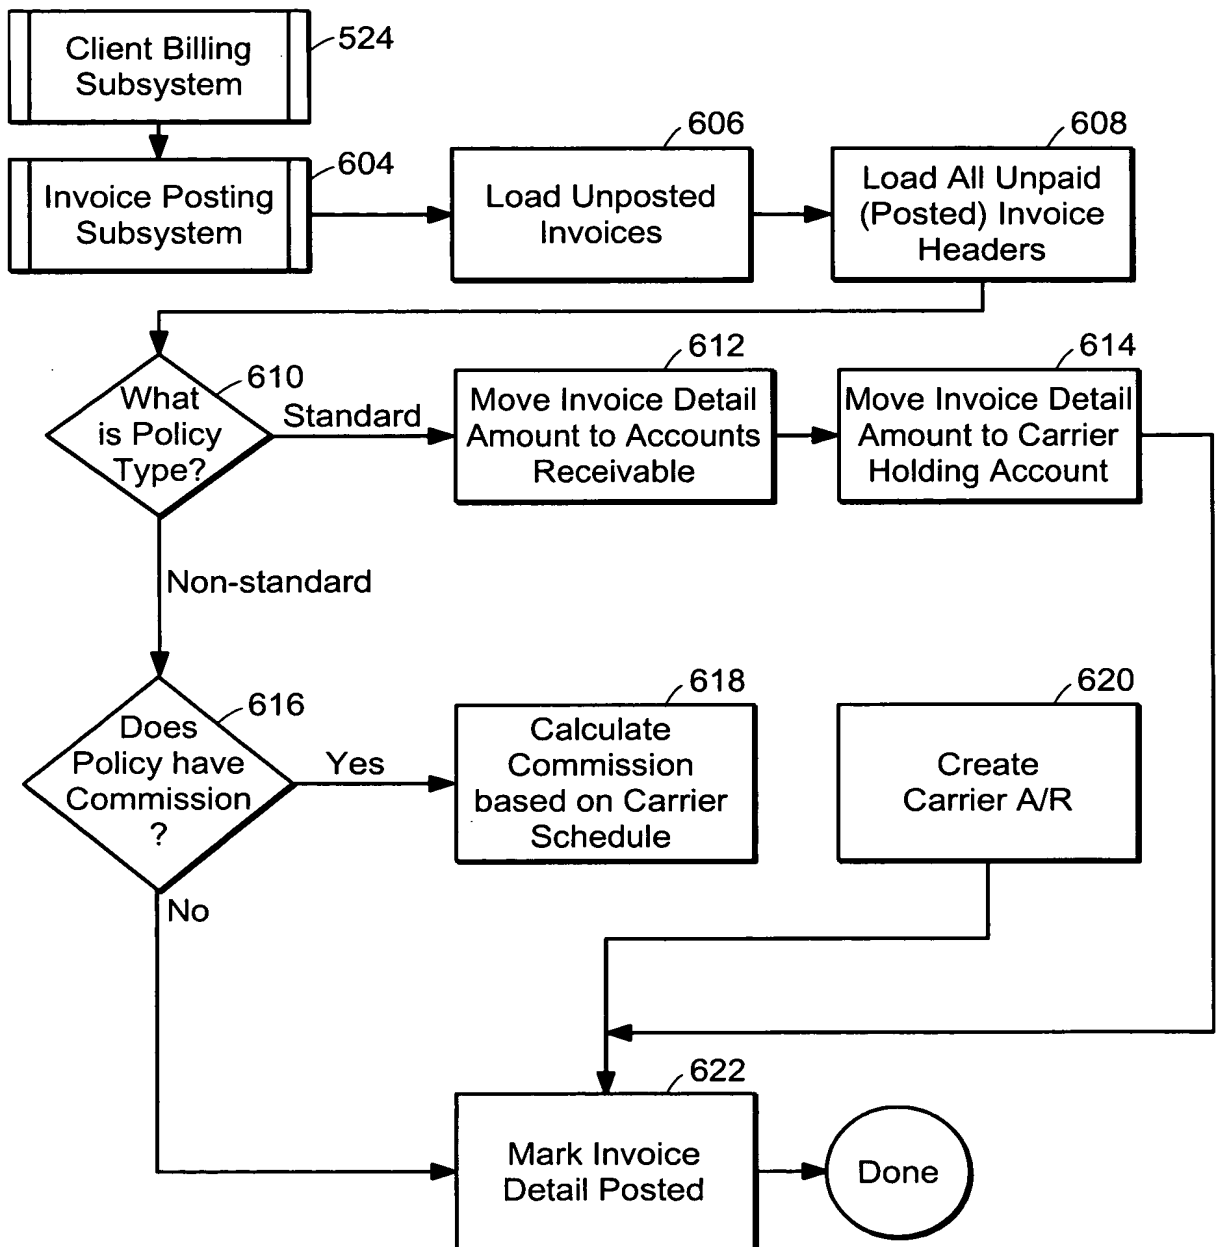 Client Billing
Subsystem
524
Invoice Posting
Subsystem
604
Load Unposted
Invoices
606
Load All Unpaid
(Posted) Invoice
Headers
608
What
is Policy
Type?
610
Standard
Move Invoice Detail
Amount to Accounts
Receivable
612
Move Invoice Detail
Amount to Carrier
Holding Account
614
Non-standard
Does
Policy have
Commission
?
616
Yes
Calculate
Commission
based on Carrier
Schedule
618
Create
Carrier A/R
620
No
Mark Invoice
Detail Posted
622
Done